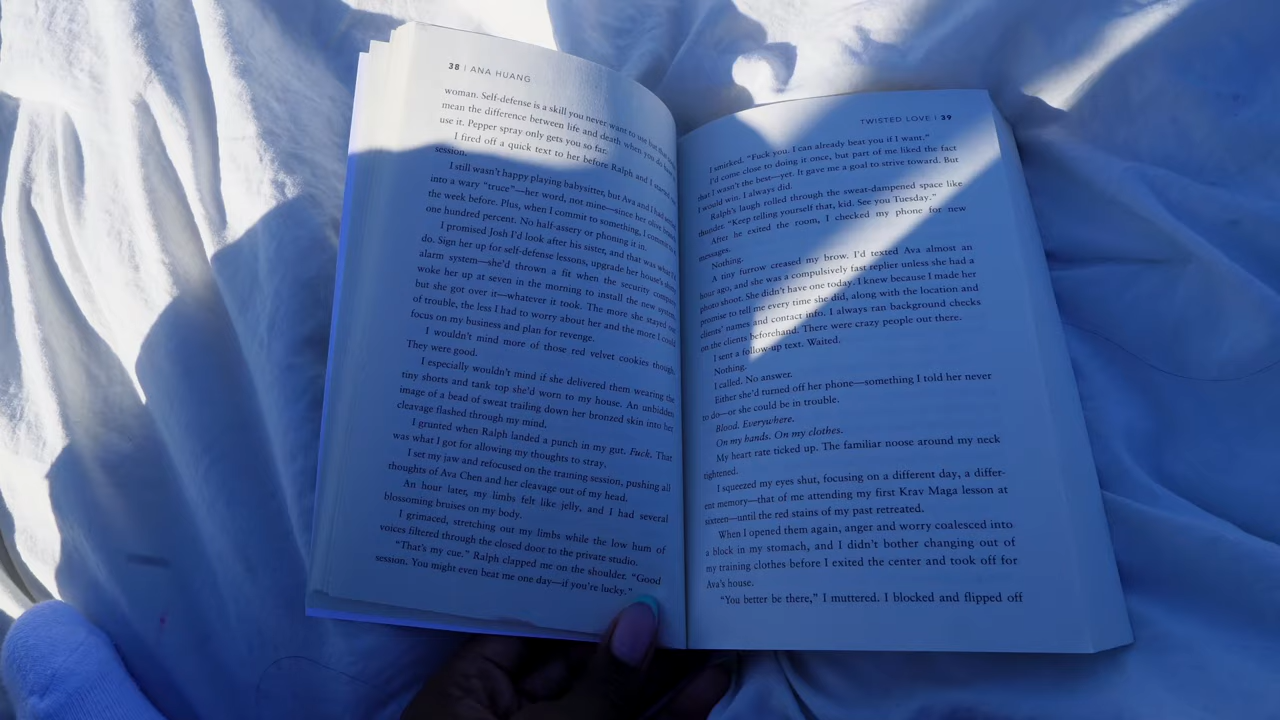 38 | ANA HUANG
woman. Self-defense is a skill you never want to use but
mean the difference between life and death when you do
use it. Pepper spray only gets you so far.
I fired off a quick text to her before Ralph and I started
session.
I still wasn't happy playing babysitter, but Ava and I had
into a wary “truce”—her word, not mine—since her olive
the week before. Plus, when I commit to something, I commit
one hundred percent. No half-assery or phoning it in.
I promised Josh I'd look after his sister, and that was what I'd
do. Sign her up for self-defense lessons, upgrade her house's
alarm system—she'd thrown a fit when the security company
woke her up at seven in the morning to install the new system,
but she got over it—whatever it took. The more she stayed out
of trouble, the less I had to worry about her and the more I could
focus on my business and plan for revenge.
I wouldn't mind more of those red velvet cookies though.
They were good.
I especially wouldn't mind if she delivered them wearing the
tiny shorts and tank top she'd worn to my house. An unbidden
image of a bead of sweat trailing down her bronzed skin into her
cleavage flashed through my mind.
I grunted when Ralph landed a punch in my gut. Fuck. That
was what I got for allowing my thoughts to stray.
I set my jaw and refocused on the training session, pushing all
thoughts of Ava Chen and her cleavage out of my head.
An hour later, my limbs felt like jelly, and I had several
blossoming bruises on my body.
I grimaced, stretching out my limbs while the low hum of
voices filtered through the closed door to the private studio.
“That's my cue.” Ralph clapped me on the shoulder. “Good
session. You might even beat me one day—if you're lucky.”
TWISTED LOVE | 39
I smirked. “Fuck you. I can already beat you if I want.”
I'd come close to doing it once, but part of me liked the fact
that I wasn't the best—yet. It gave me a goal to strive toward. But
I would win. I always did.
Ralph's laugh rolled through the sweat-dampened space like
thunder. “Keep telling yourself that, kid. See you Tuesday.”
After he exited the room, I checked my phone for new
messages.
Nothing.
A tiny furrow creased my brow. I'd texted Ava almost an
hour ago, and she was a compulsively fast replier unless she had a
photo shoot. She didn't have one today. I knew because I made her
promise to tell me every time she did, along with the location and
clients' names and contact info. I always ran background checks
on the clients beforehand. There were crazy people out there.
I sent a follow-up text. Waited.
Nothing.
I called. No answer.
Either she'd turned off her phone—something I told her never
to do—or she could be in trouble.
Blood. Everywhere.
On my hands. On my clothes.
My heart rate ticked up. The familiar noose around my neck
tightened.
I squeezed my eyes shut, focusing on a different day, a differ-
ent memory—that of me attending my first Krav Maga lesson at
sixteen—until the red stains of my past retreated.
When I opened them again, anger and worry coalesced into
a block in my stomach, and I didn't bother changing out of
my training clothes before I exited the center and took off for
Ava's house.
“You better be there,” I muttered. I blocked and flipped off